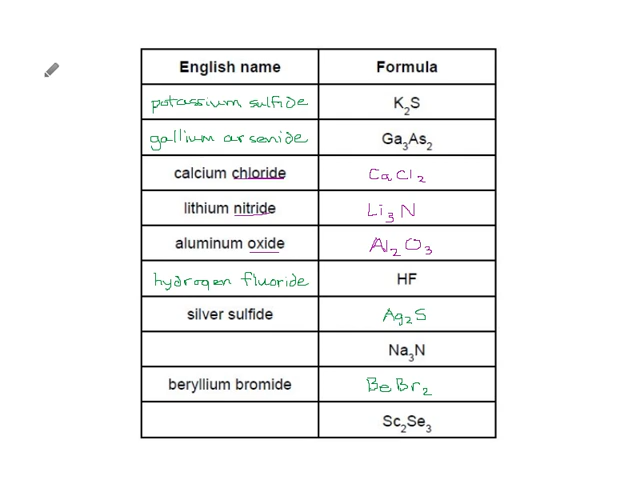 English name Formula
potassium sulfide K₂S
gallium arsenide Ga₃As₂
calcium chloride CaCl₂
lithium nitride Li₃N
aluminum oxide Al₂O₃
hydrogen fluoride HF
silver sulfide Ag₂S
Na₃N
beryllium bromide BeBr₂
Sc₂Se₃